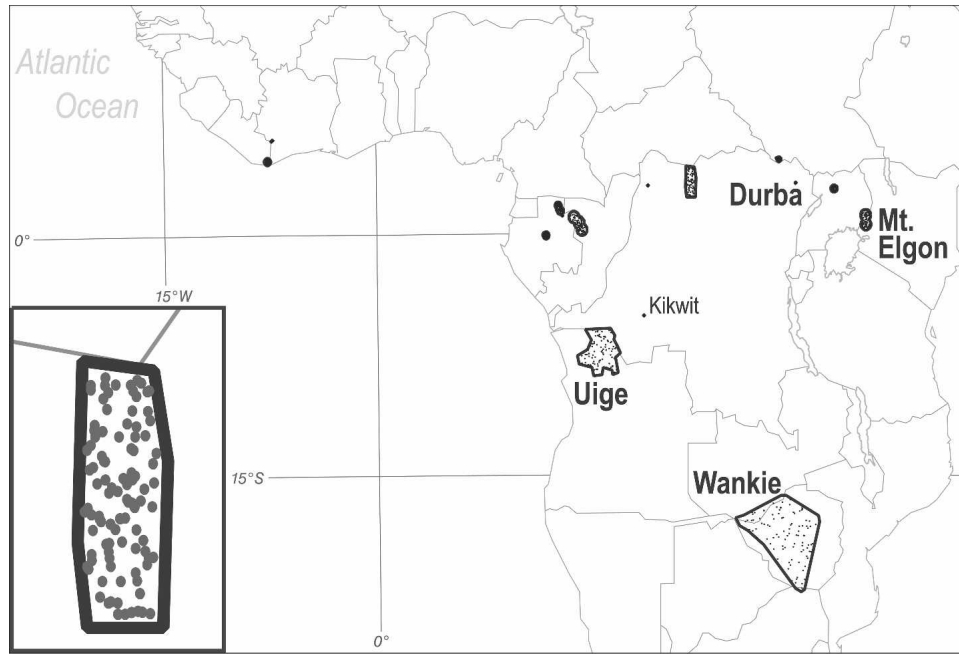 Atlantic
Ocean
Durba
Mt.
Elgon
0°
15°W
Kikwit
Uige
15°S
Wankie
0°